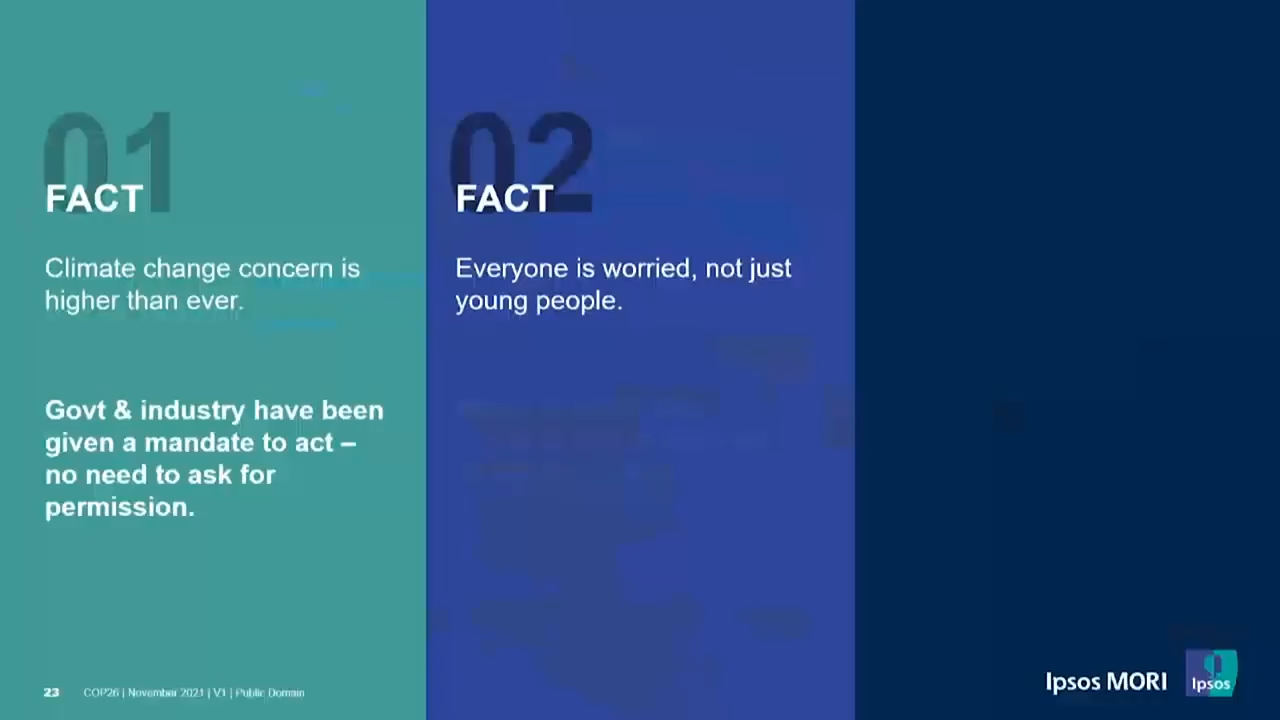 01
FACT
Climate change concern is
higher than ever.
Govt & industry have been
given a mandate to act –
no need to ask for
permission.
02
FACT
Everyone is worried, not just
young people.
23 COP26 | November 2021 | V1 | Public Domain
Ipsos MORI
Ipsos